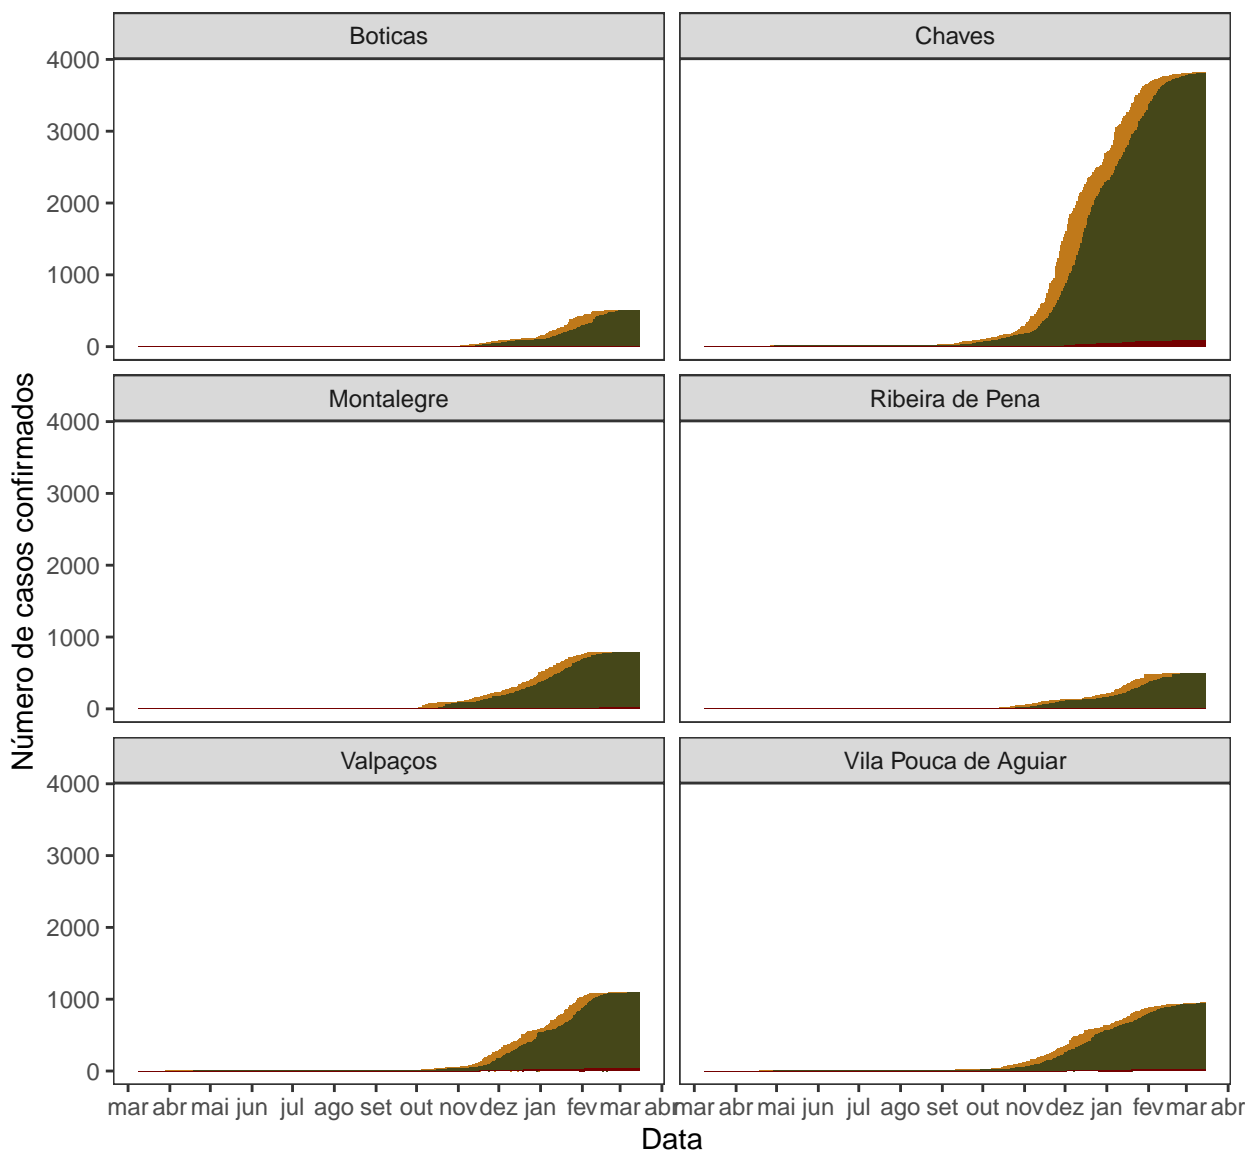 Boticas
Chaves
4000
3000
2000
1000
0
Montalegre
Ribeira de Pena
4000
3000
2000
1000
0
Valpaços
Vila Pouca de Aguiar
4000
3000
2000
1000
0
mar abr mai jun jul ago set out nov dez jan fev mar abr
mar abr mai jun jul ago set out nov dez jan fev mar abr
Data
Número de casos confirmados